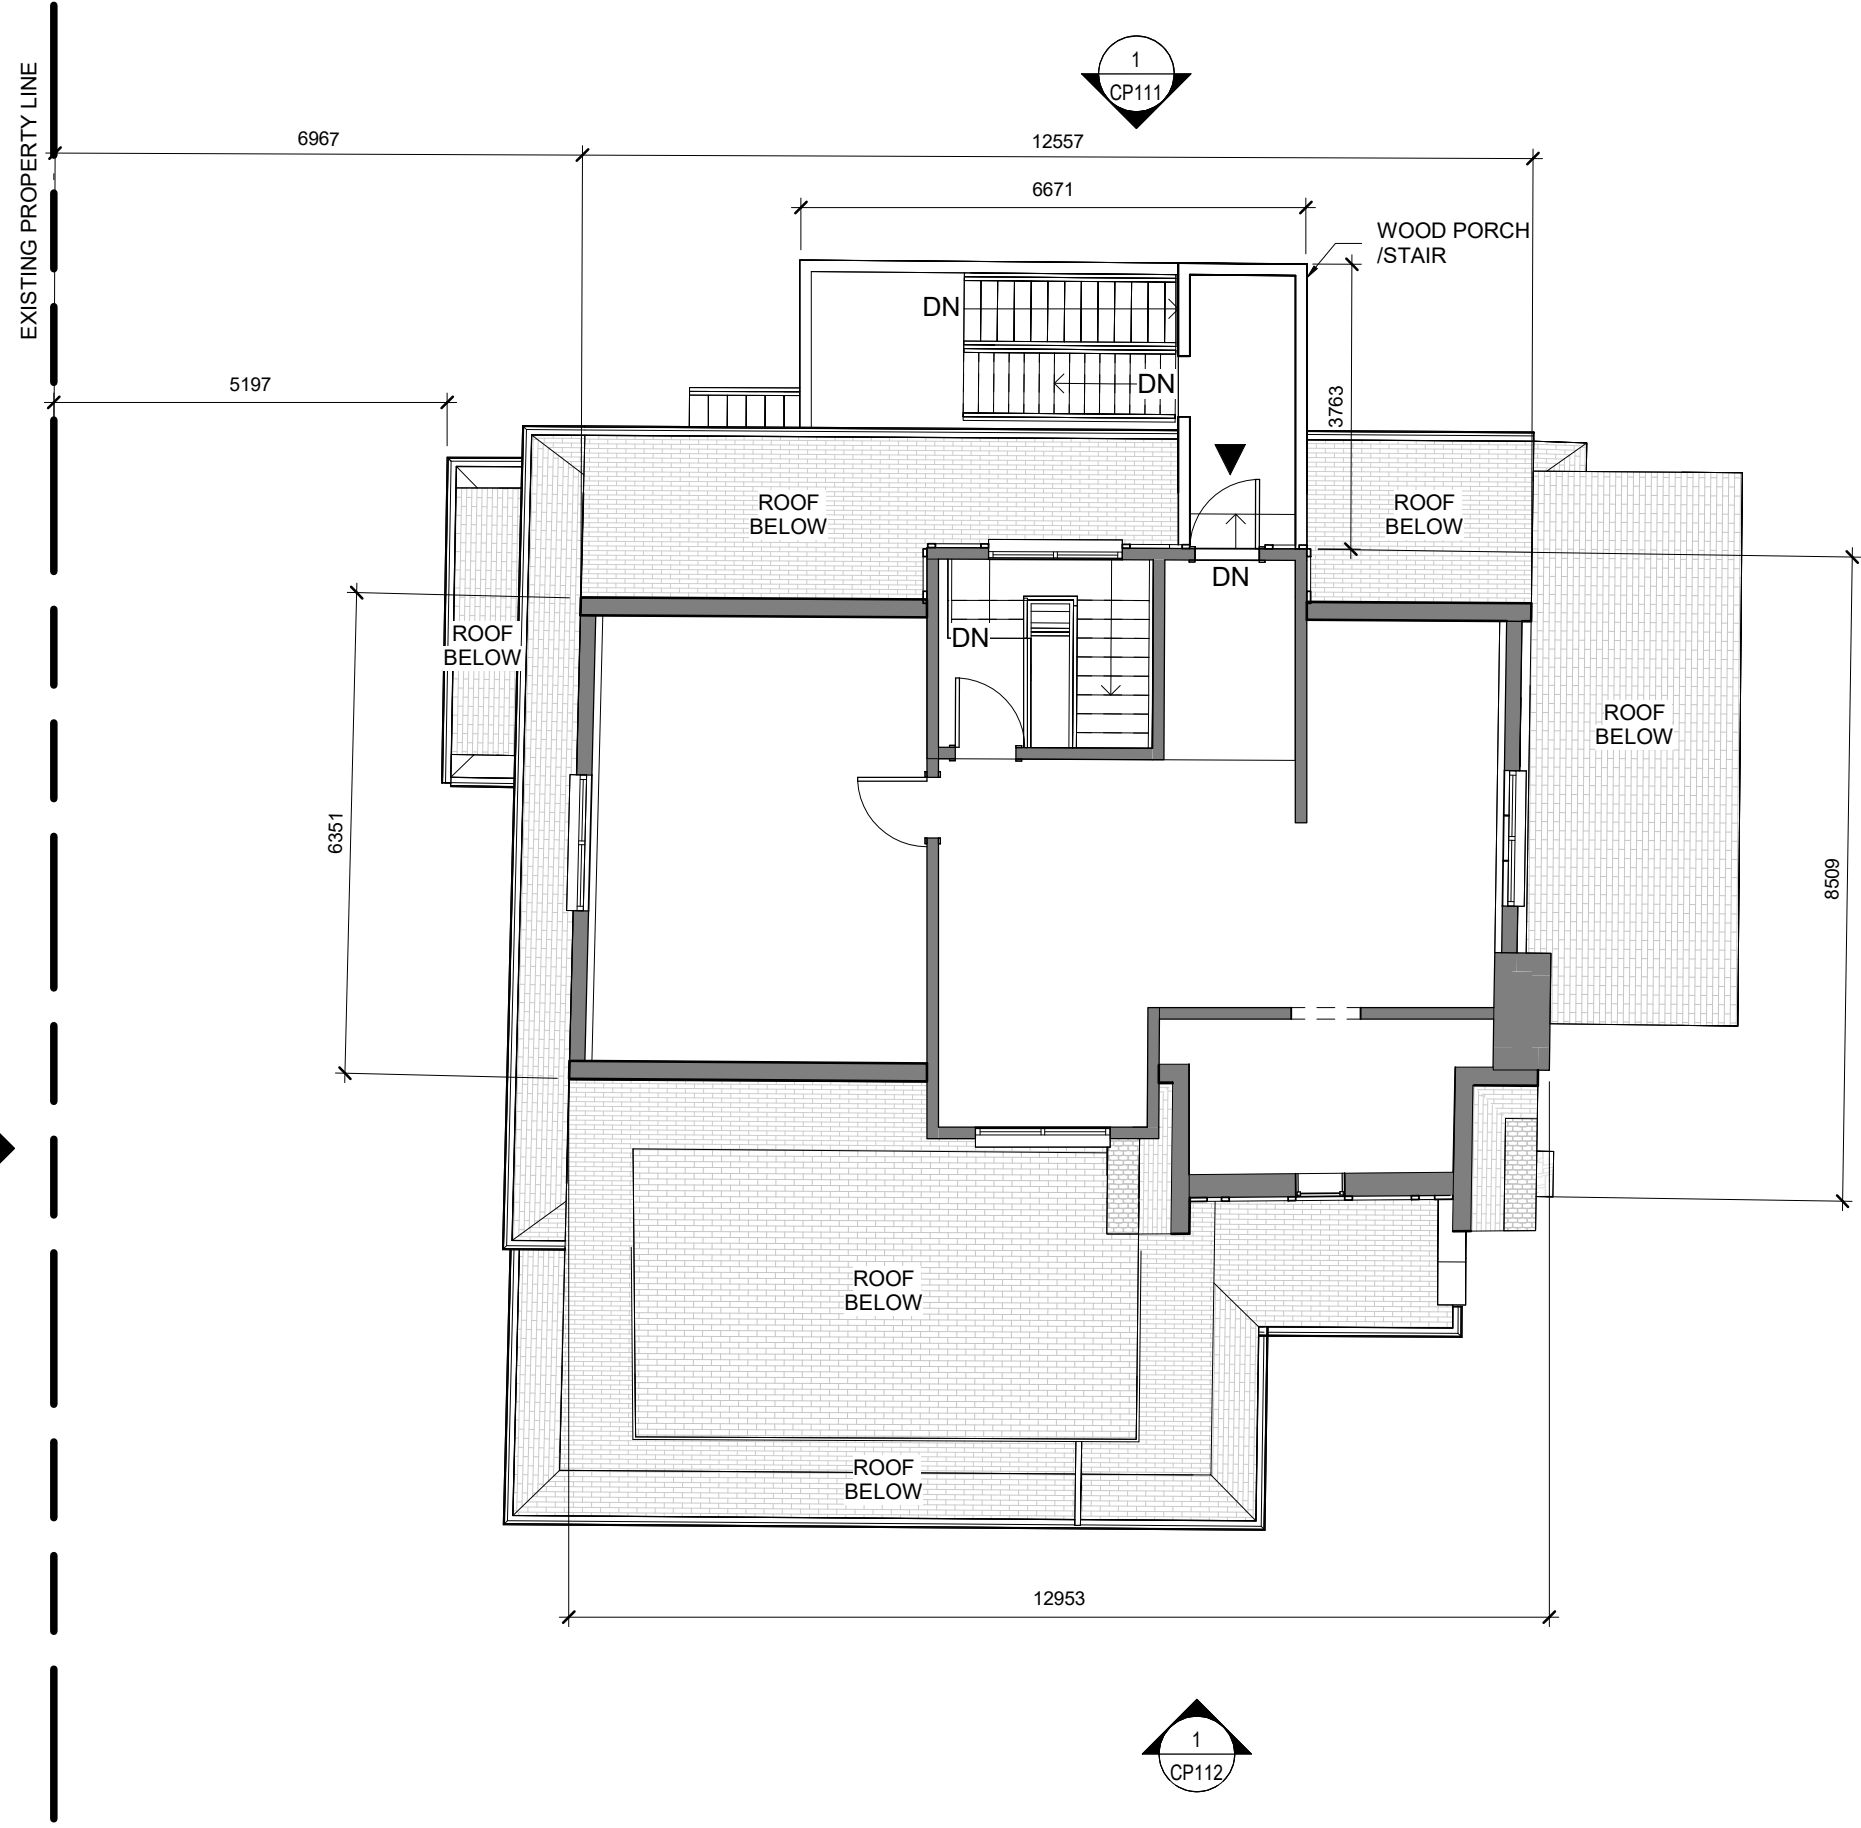 1
CP111
EXISTING PROPERTY LINE
6967
12557
6671
WOOD PORCH
/STAIR
DN
5197
DN
3763
ROOF
BELOW
ROOF
BELOW
DN
ROOF
BELOW
DN
ROOF
BELOW
6351
8509
ROOF
BELOW
ROOF
BELOW
12953
1
CP112